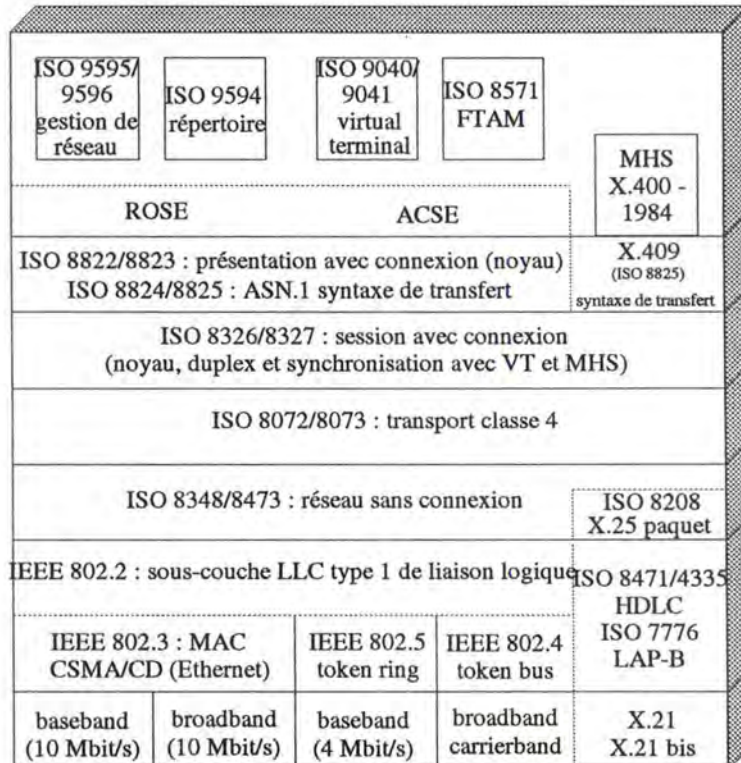 ISO 9595/
9596
gestion de
réseau
ISO 9594
répertoire
ISO 9040/
9041
virtual
terminal
ISO 8571
FTAM
MHS
X.400 -
1984
ROSE
ACSE
ISO 8822/8823 : présentation avec connexion (noyau)
ISO 8824/8825 : ASN.1 syntaxe de transfert
X.409
(ISO 8825)
syntaxe de transfert
ISO 8326/8327 : session avec connexion
(noyau, duplex et synchronisation avec VT et MHS)
ISO 8072/8073 : transport classe 4
ISO 8348/8473 : réseau sans connexion
ISO 8208
X.25 paquet
IEEE 802.2 : sous-couche LLC type 1 de liaison logique
ISO 8471/4335
HDLC
ISO 7776
LAP-B
IEEE 802.3 : MAC
CSMA/CD (Ethernet)
IEEE 802.5
token ring
IEEE 802.4
token bus
baseband
(10 Mbit/s)
broadband
(10 Mbit/s)
baseband
(4 Mbit/s)
broadband
carrierband
X.21
X.21 bis